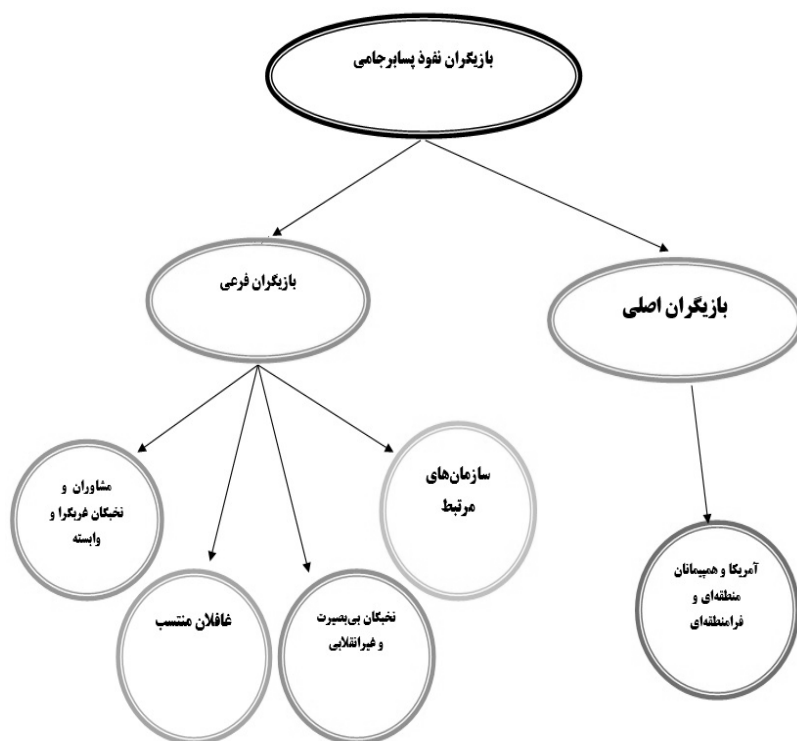 بازیگران نفوذ پسابرجامی
بازیگران اصلی
بازیگران فرعی
آمریکا و همپیمانان
منطقه‌ای و
فرامنطقه‌ای
سازمان‌های
مرتبط
نخبگان بی‌بصیرت
و غیرانقلابی
غافلان منتسب
مشاوران و
نخبگان غربگرا و
وابسته